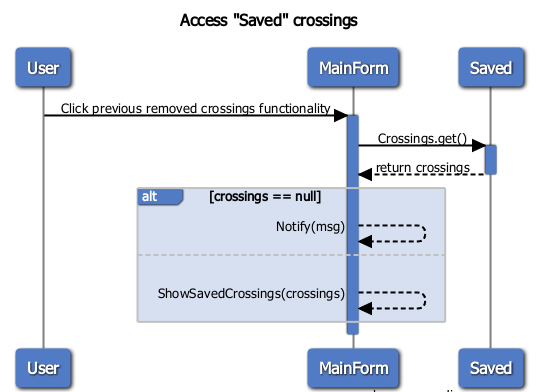 Access "Saved" crossings
User
MainForm
Saved
Click previous removed crossings functionality
Crossings.get()
return crossings
alt
[crossings == null]
Notify(msg)
ShowSavedCrossings(crossings)
User
MainForm
Saved